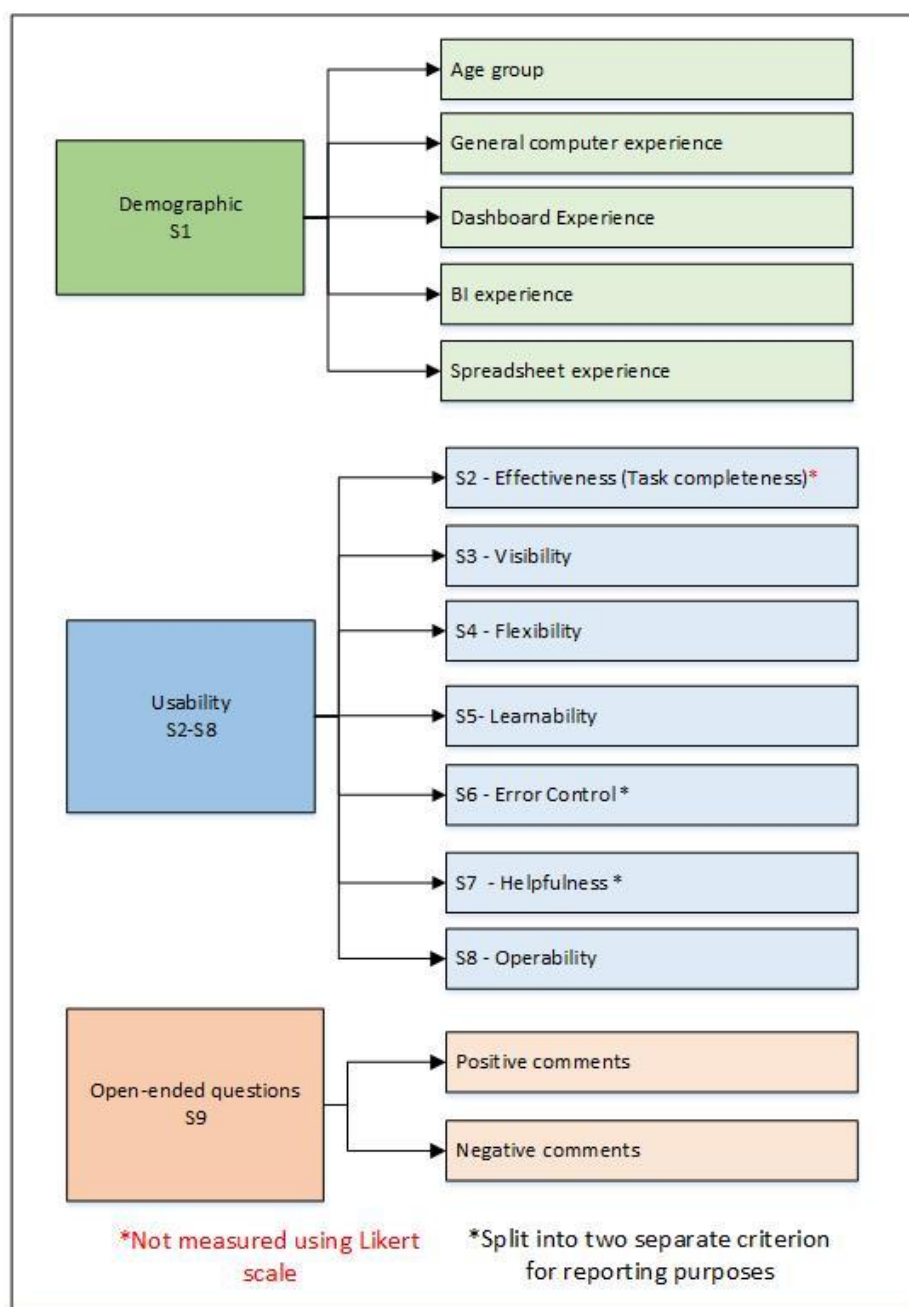 Demographic
S1
Age group
General computer experience
Dashboard Experience
BI experience
Spreadsheet experience
Usability
S2-S8
S2 - Effectiveness (Task completeness)*
S3 - Visibility
S4 - Flexibility
S5- Learnability
S6 - Error Control *
S7 - Helpfulness *
S8 - Operability
Open-ended questions
S9
Positive comments
Negative comments
*Not measured using Likert
scale
*Split into two separate criterion
for reporting purposes